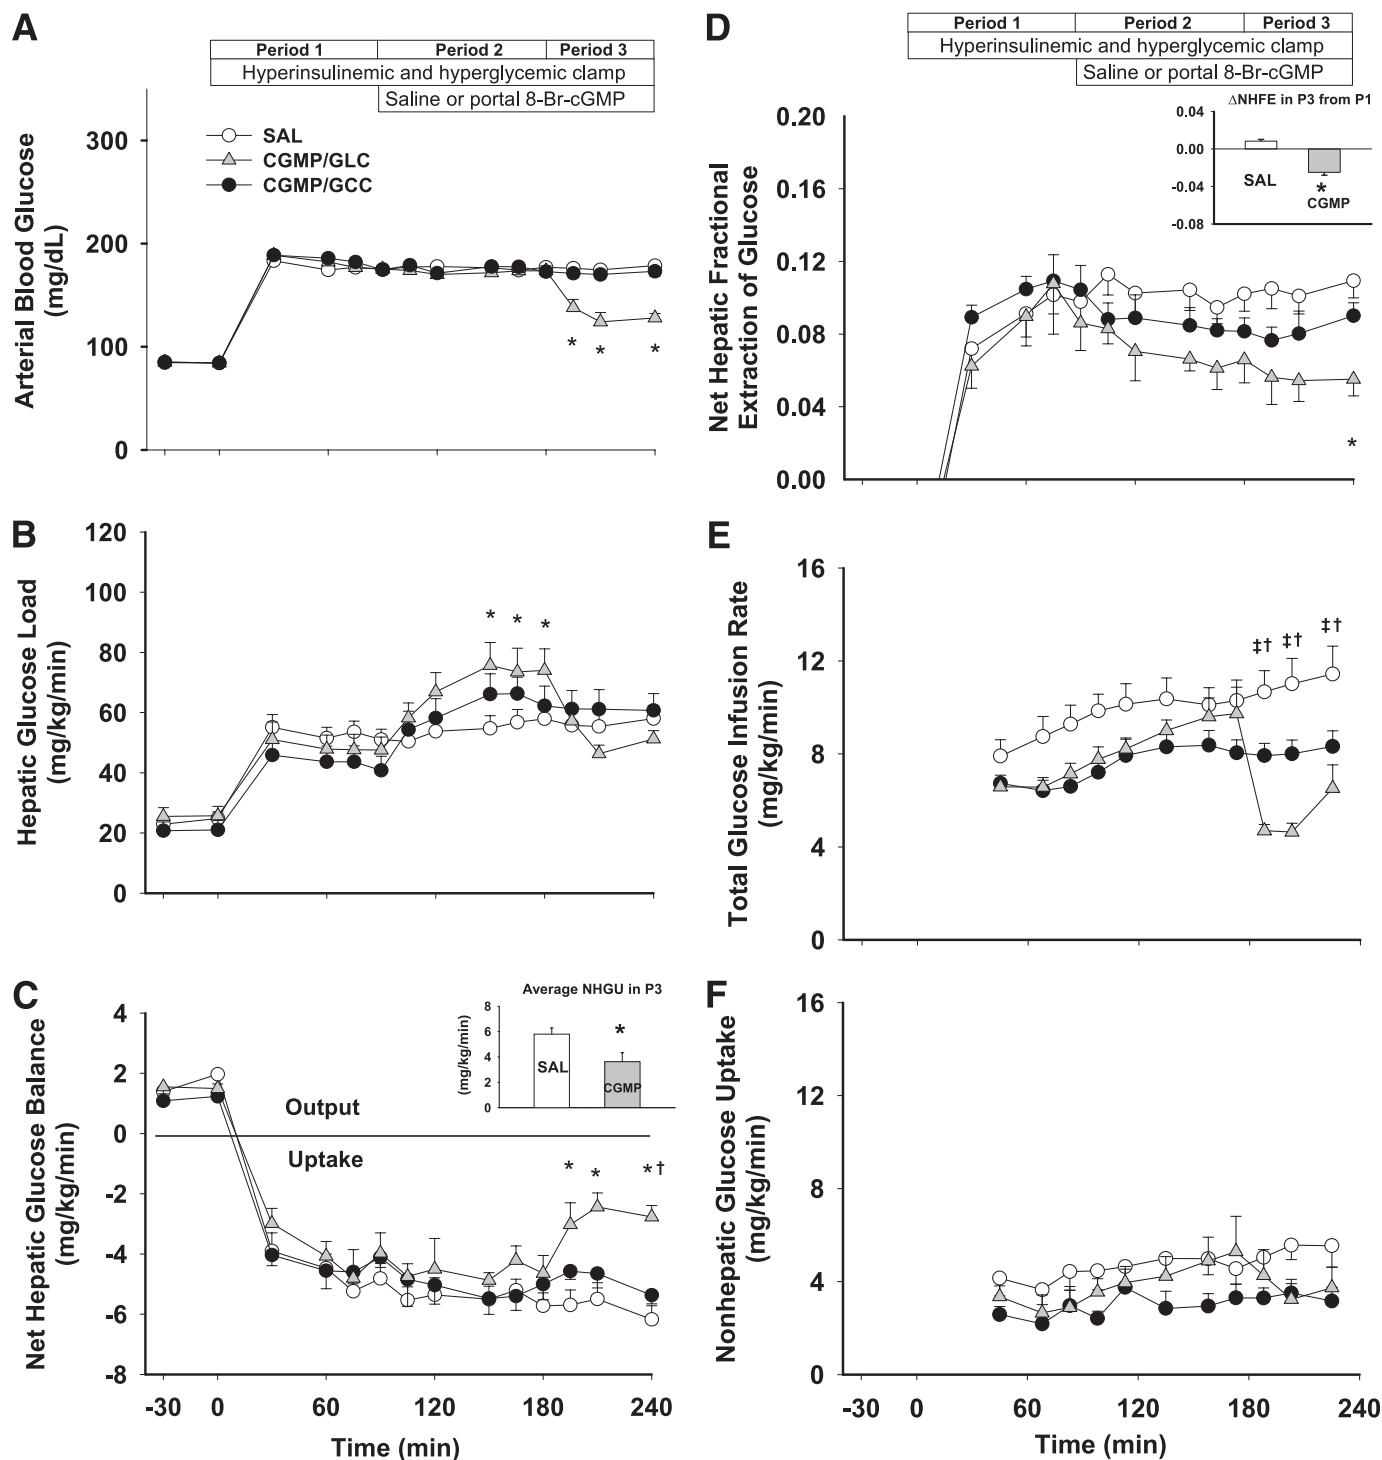 A
Period 1 Period 2 Period 3
Hyperinsulinemic and hyperglycemic clamp
Saline or portal 8-Br-cGMP
SAL
CGMP/GLC
CGMP/GCC
Arterial Blood Glucose
(mg/dL)
300
200
100
0
* * *
B
Hepatic Glucose Load
(mg/kg/min)
120
100
80
60
40
20
0
* * *
C
Net Hepatic Glucose Balance
(mg/kg/min)
4
2
0
-2
-4
-6
-8
Output
Uptake
* * *†
Average NHGU in P3
(mg/kg/min)
8
6
4
2
0
SAL
*
CGMP
-30 0 60 120 180 240
Time (min)
D
Period 1 Period 2 Period 3
Hyperinsulinemic and hyperglycemic clamp
Saline or portal 8-Br-cGMP
ΔNHFE in P3 from P1
0.04
0.00
-0.04
-0.08
SAL
*
CGMP
Net Hepatic Fractional
Extraction of Glucose
0.20
0.16
0.12
0.08
0.04
0.00
*
E
Total Glucose Infusion Rate
(mg/kg/min)
16
12
8
4
0
‡† ‡† ‡†
F
Nonhepatic Glucose Uptake
(mg/kg/min)
16
12
8
4
0
-30 0 60 120 180 240
Time (min)